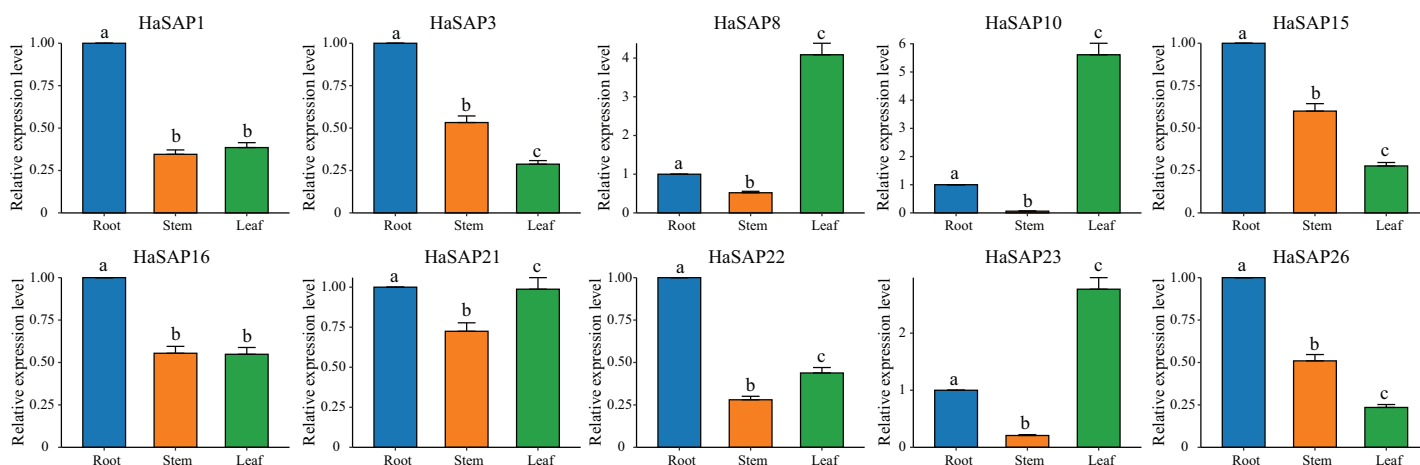 HaSAP1
Relative expression level
1.00
0.75
0.50
0.25
0
a
b
b
Root Stem Leaf
HaSAP3
Relative expression level
1.00
0.75
0.50
0.25
0
a
b
c
Root Stem Leaf
HaSAP8
Relative expression level
4
3
2
1
0
a
b
c
Root Stem Leaf
HaSAP10
Relative expression level
6
5
4
3
2
1
0
a
b
c
Root Stem Leaf
HaSAP15
Relative expression level
1.00
0.75
0.50
0.25
0.
a
b
c
Root Stem Leaf
HaSAP16
Relative expression level
1.00
0.75
0.50
0.25
0
a
b
b
Root Stem Leaf
HaSAP21
Relative expression level
1.00
0.75
0.50
0.25
0
a
b
c
Root Stem Leaf
HaSAP22
Relative expression level
1.00
0.75
0.50
0.25
0
a
b
c
Root Stem Leaf
HaSAP23
Relative expression level
2
1
0
a
b
c
Root Stem Leaf
HaSAP26
Relative expression level
1.00
0.75
0.50
0.25
0
a
b
c
Root Stem Leaf